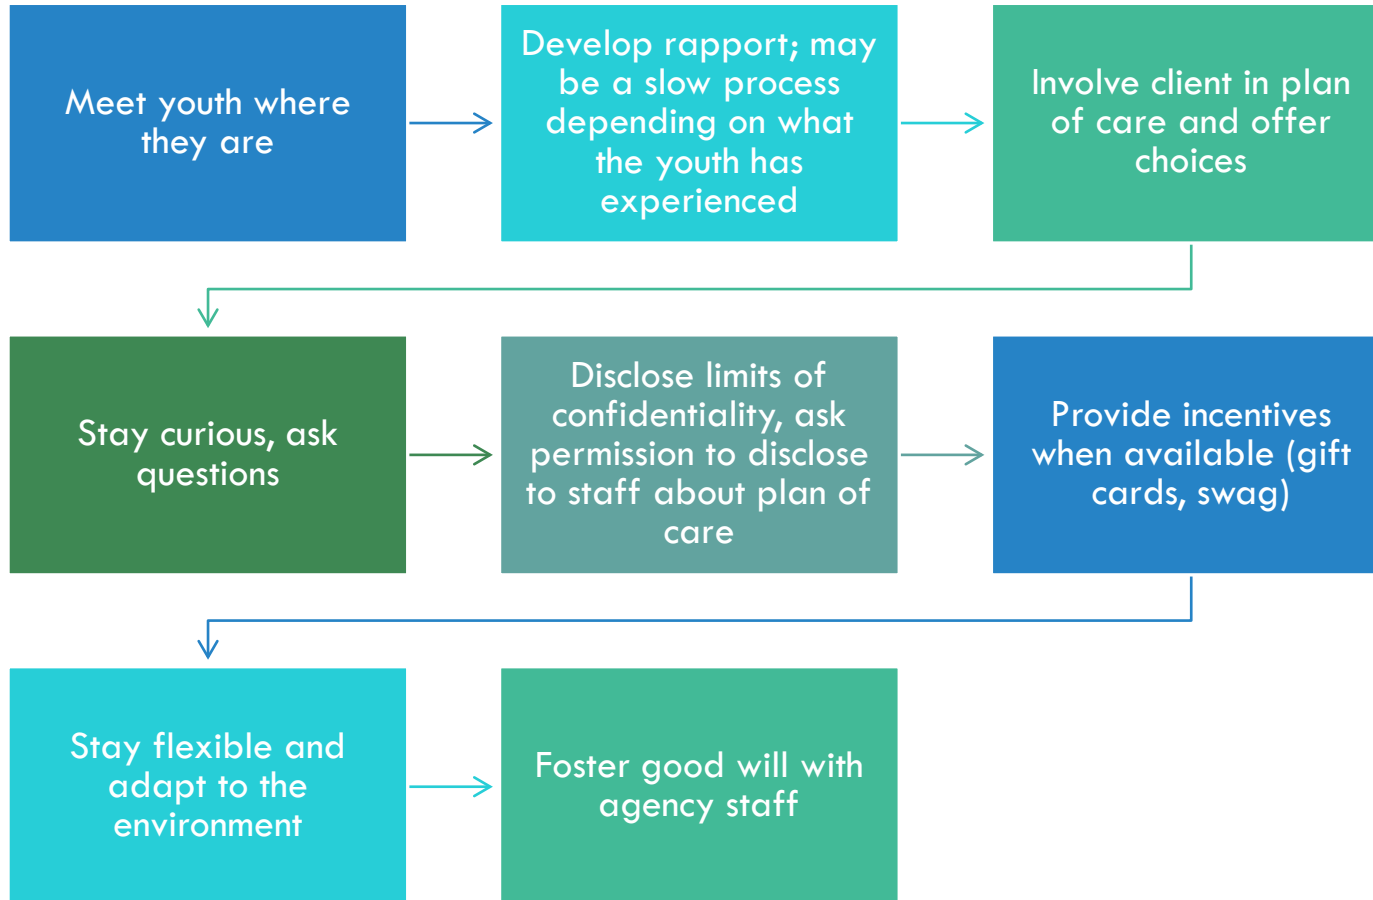 Meet youth where
they are
Develop rapport; may
be a slow process
depending on what
the youth has
experienced
Involve client in plan
of care and offer
choices
Stay curious, ask
questions
Disclose limits of
confidentiality, ask
permission to disclose
to staff about plan of
care
Provide incentives
when available (gift
cards, swag)
Stay flexible and
adapt to the
environment
Foster good will with
agency staff